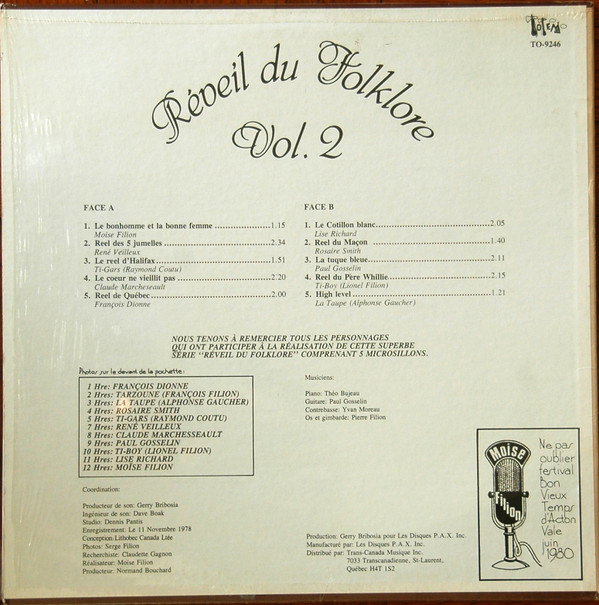 TOTEM
TO-9246
Réveil du Folklore
Vol. 2
FACE A
1. Le bonhomme et la bonne femme ..................1.15
Moise Filion
2. Reel des 5 jumelles ..................................2.34
René Veilleux
3. Le reel d'Halifax......................................1.51
Ti-Gars (Raymond Coutu)
4. Le coeur ne vieillit pas ..............................2.20
Claude Marcheseault
5. Reel de Québec.......................................2.00
François Dionne
FACE B
1. Le Cotillon blanc.....................................2.05
Lise Richard
2. Reel du Maçon .......................................1.40
Rosaire Smith
3. La tuque bleue........................................2.11
Paul Gosselin
4. Reel du Père Whillie.................................2.15
Ti-Boy (Lionel Filion)
5. High level .............................................1.21
La Taupe (Alphonse Gaucher)
NOUS TENONS À REMERCIER TOUS LES PERSONNAGES
QUI ONT PARTICIPER À LA RÉALISATION DE CETTE SUPERBE
SÉRIE "RÉVEIL DU FOLKLORE" COMPRENANT 5 MICROSILLONS.
Photos sur le devant de la pochette:
1 Hre: FRANÇOIS DIONNE
2 Hres: TARZOUNE (FRANÇOIS FILION)
3 Hres: LA TAUPE (ALPHONSE GAUCHER)
4 Hres: ROSAIRE SMITH
5 Hres: TI-GARS (RAYMOND COUTU)
7 Hres: RENÉ VEILLEUX
8 Hres: CLAUDE MARCHESSEAULT
9 Hres: PAUL GOSSELIN
10 Hres: TI-BOY (LIONEL FILION)
11 Hres: LISE RICHARD
12 Hres: MOÏSE FILION
Musiciens:
Piano: Théo Bujeau
Guitare: Paul Gosselin
Contrebasse: Yvan Moreau
Os et gimbarde: Pierre Filion
Coordination:
Producteur de son: Gerry Bribosia
Ingénieur de son: Dave Boak
Studio: Dennis Pantis
Enregistré: Le 11 Novembre 1978
Conception: Lithobec Canada Ltée
Photos: Serge Filion
Recherchiste: Claudette Gagnon
Réalisateur: Moïse Filion
Producteur: Normand Bouchard
Production: Gerry Bribosia pour Les Disques P.A.X. Inc.
Manufacturé par: Les Disques P.A.X. Inc.
Distribué par: Trans-Canada Musique Inc.
7033 Transcanadienne, St-Laurent,
Québec H4T 1S2
Moïse
Filion
Ne pas
oublier
festival
Bon
Vieux
Temps
d'Acton
Vale
juin
1980